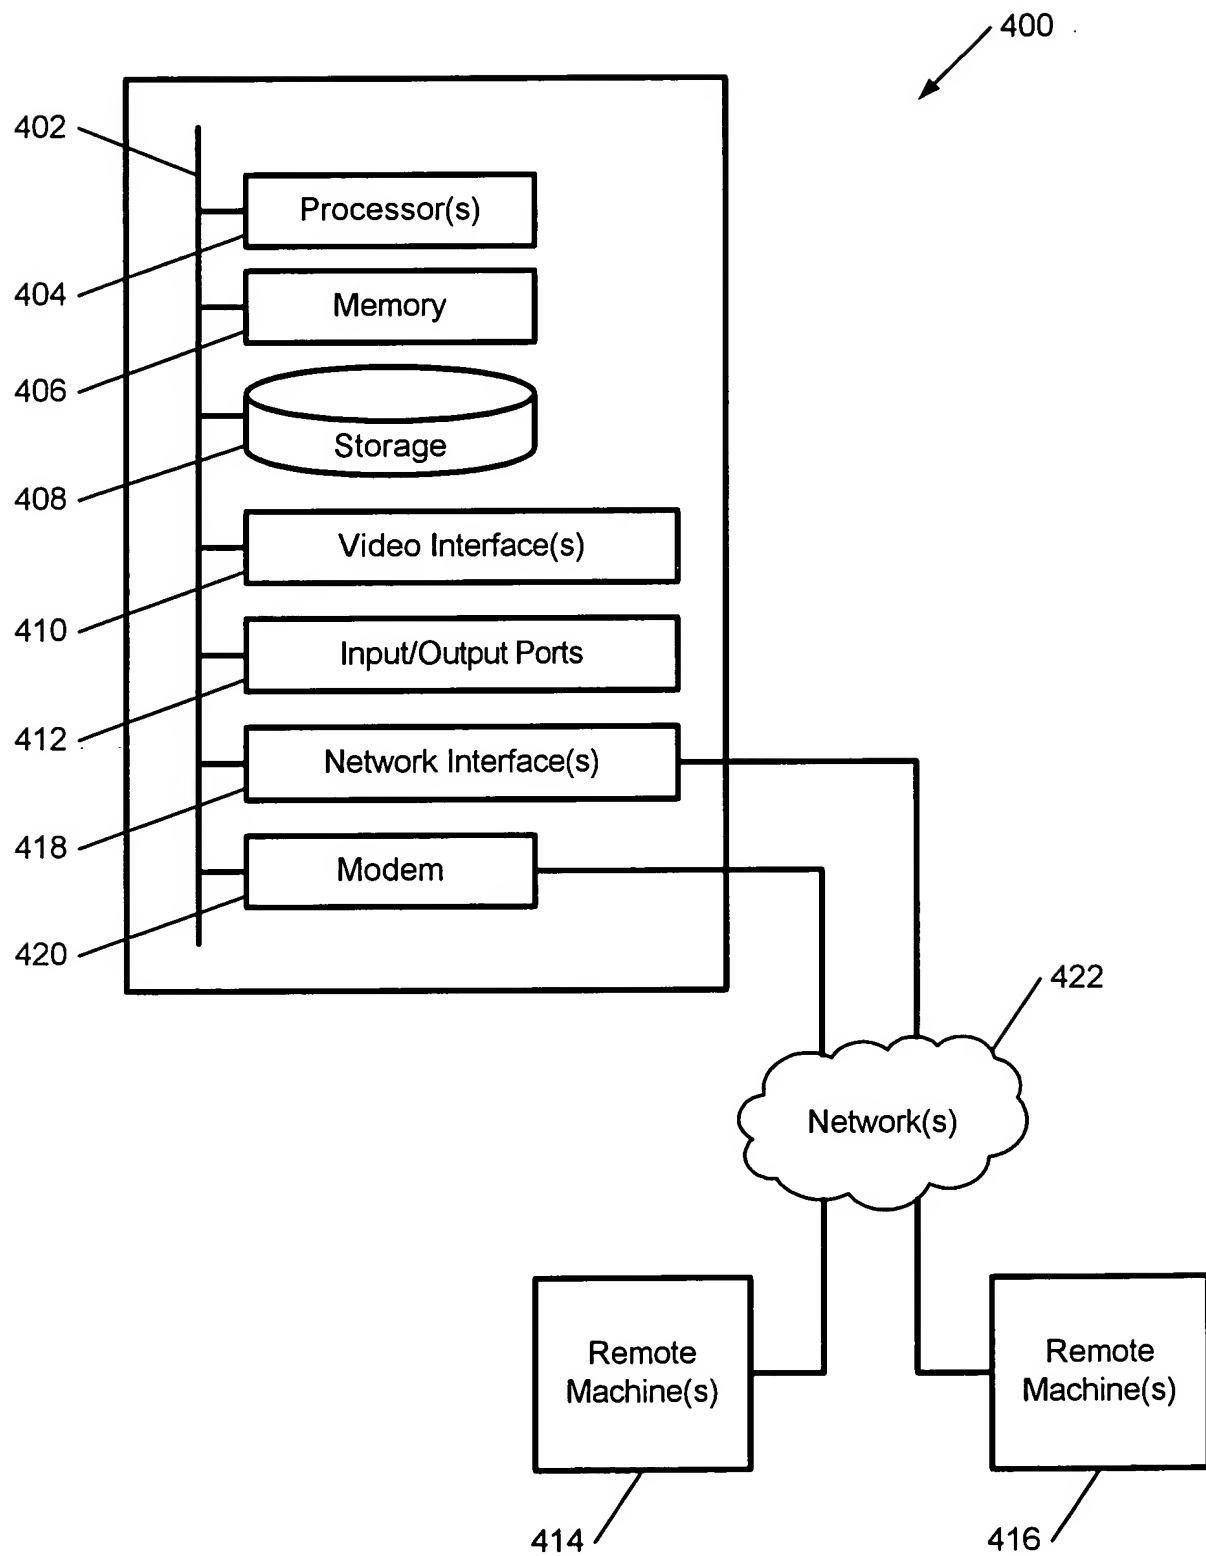 400
402
Processor(s)
404
Memory
406
Storage
408
Video Interface(s)
410
Input/Output Ports
412
Network Interface(s)
418
Modem
420
422
Network(s)
Remote
Machine(s)
Remote
Machine(s)
414
416